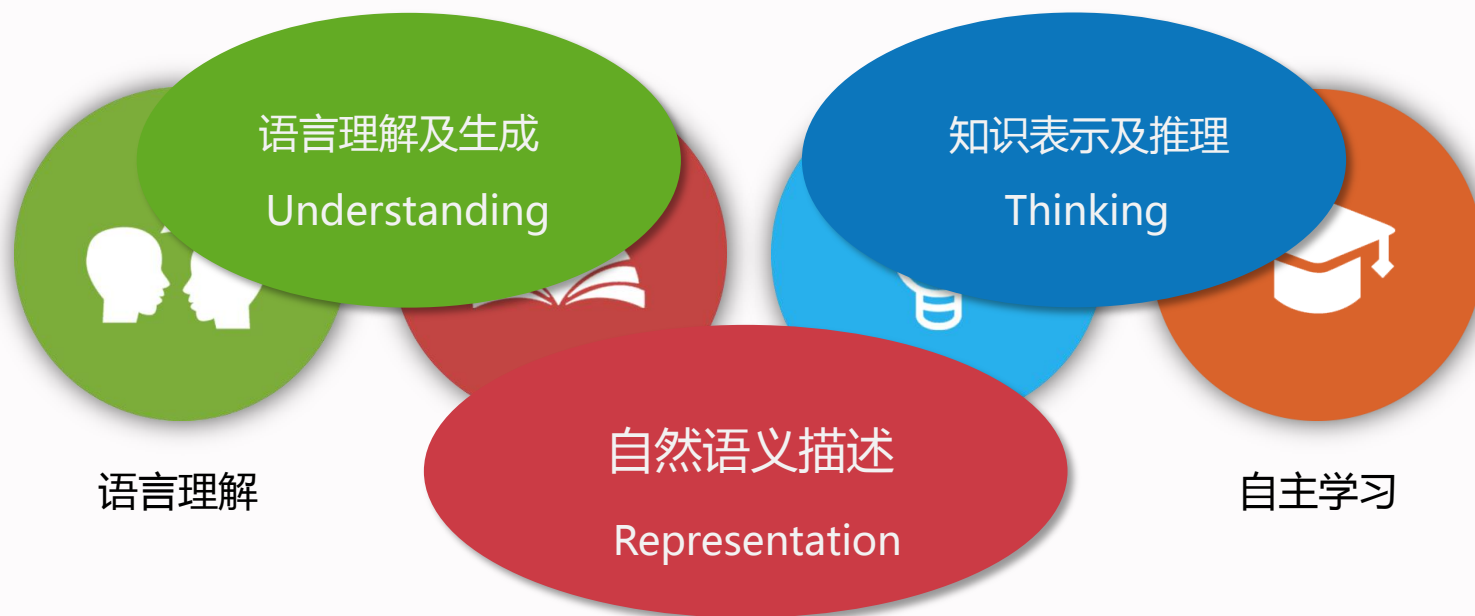 语言理解及生成
Understanding
知识表示及推理
Thinking
自然语义描述
Representation
语言理解
自主学习